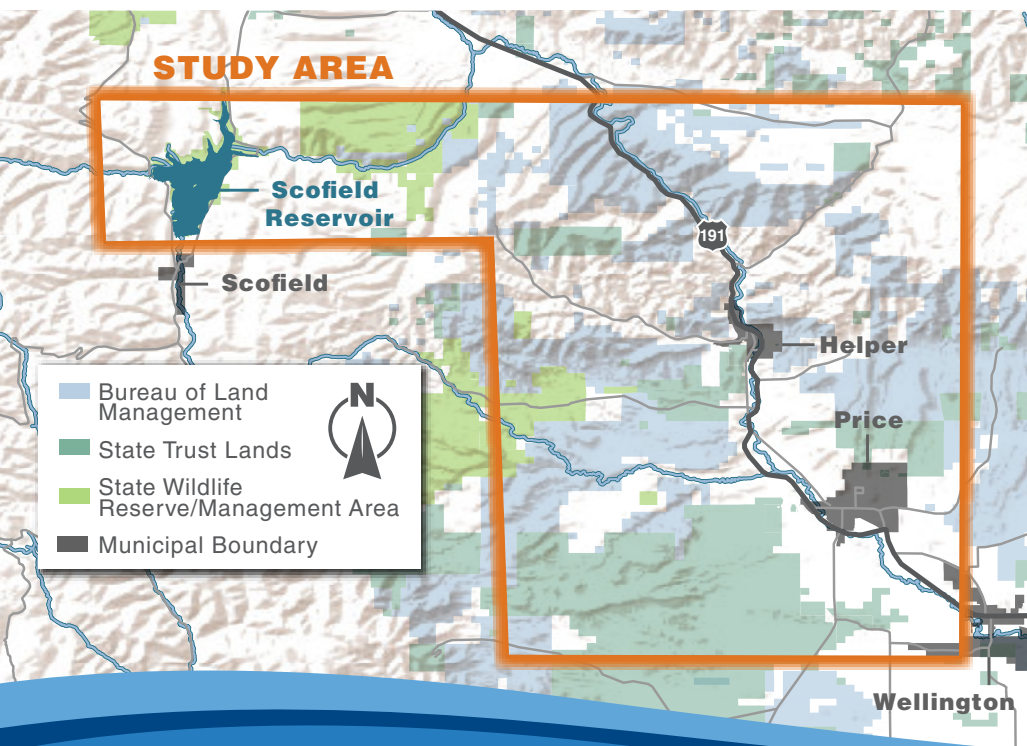 STUDY AREA
Scofield
Reservoir
191
Scofield
Helper
Price
N
Bureau of Land
Management
State Trust Lands
State Wildlife
Reserve/Management Area
Municipal Boundary
Wellington